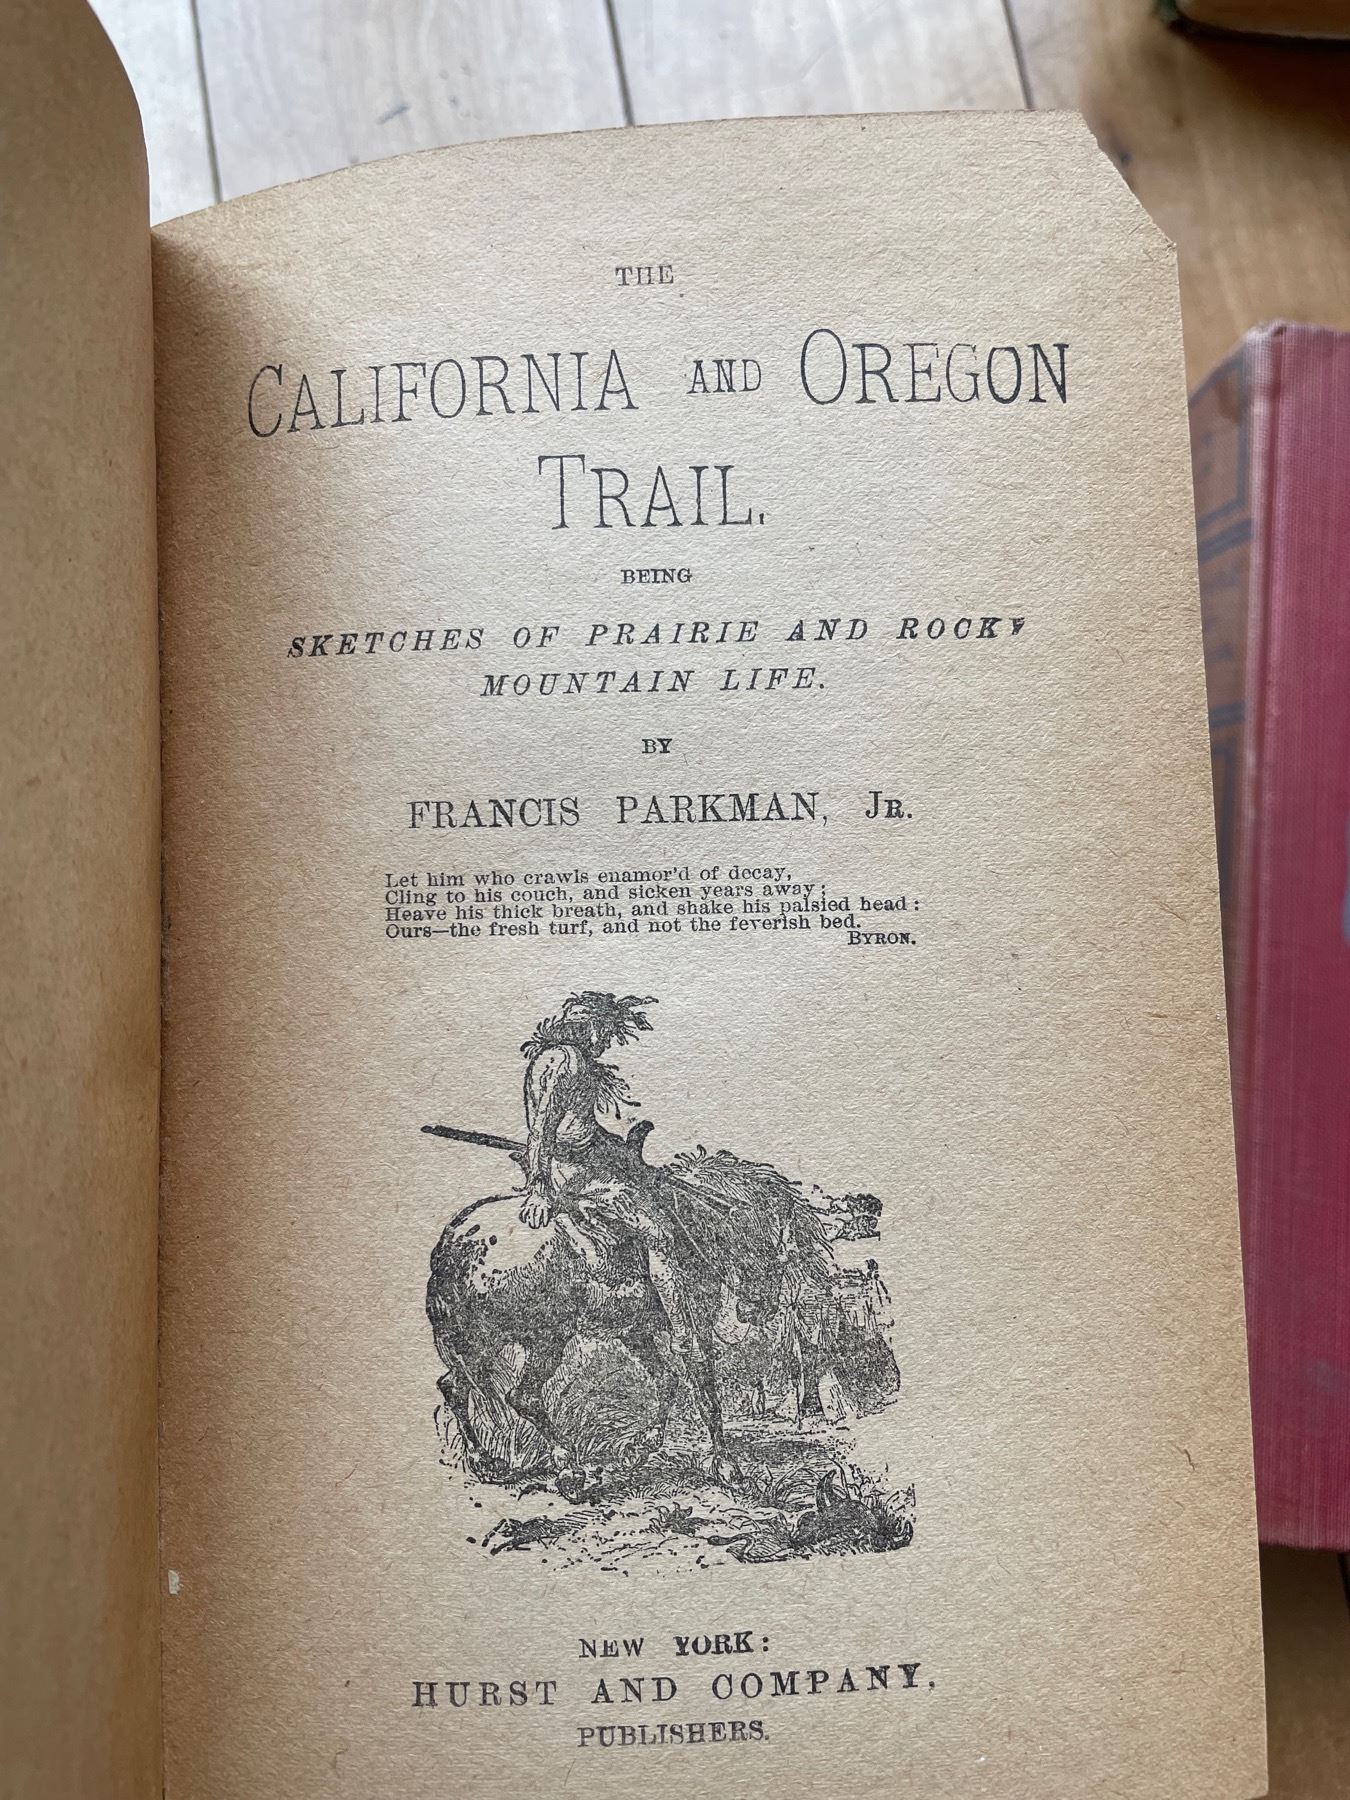 THE
CALIFORNIA AND OREGON
TRAIL.
BEING
SKETCHES OF PRAIRIE AND ROCKY
MOUNTAIN LIFE.
BY
FRANCIS PARKMAN, JR.
Let him who crawls enamor'd of decay,
Cling to his couch, and sicken years away;
Heave his thick breath, and shake his palsied head:
Ours—the fresh turf, and not the feverish bed.
BYRON.
NEW YORK:
HURST AND COMPANY,
PUBLISHERS.